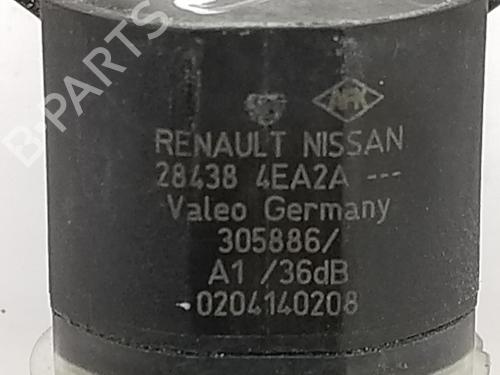 RENAULT NISSAN
28438 4EA2A ---
Valeo Germany
305886/
A1 /36dB
0204140208
B-PARTS